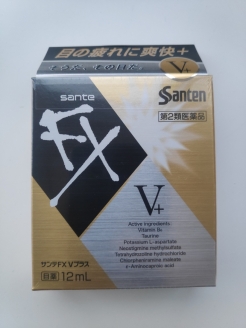 目の疲れに爽快+
V+
sante
Santen
第2類医薬品
FX
V+
Active ingredients:
Vitamin B6
Taurine
Potassium L-aspartate
Neostigmine methylsulfate
Tetrahydrozoline hydrochloride
Chlorpheniramine maleate
ε-Aminocaproic acid
サンテFX Vプラス
目薬 12mL